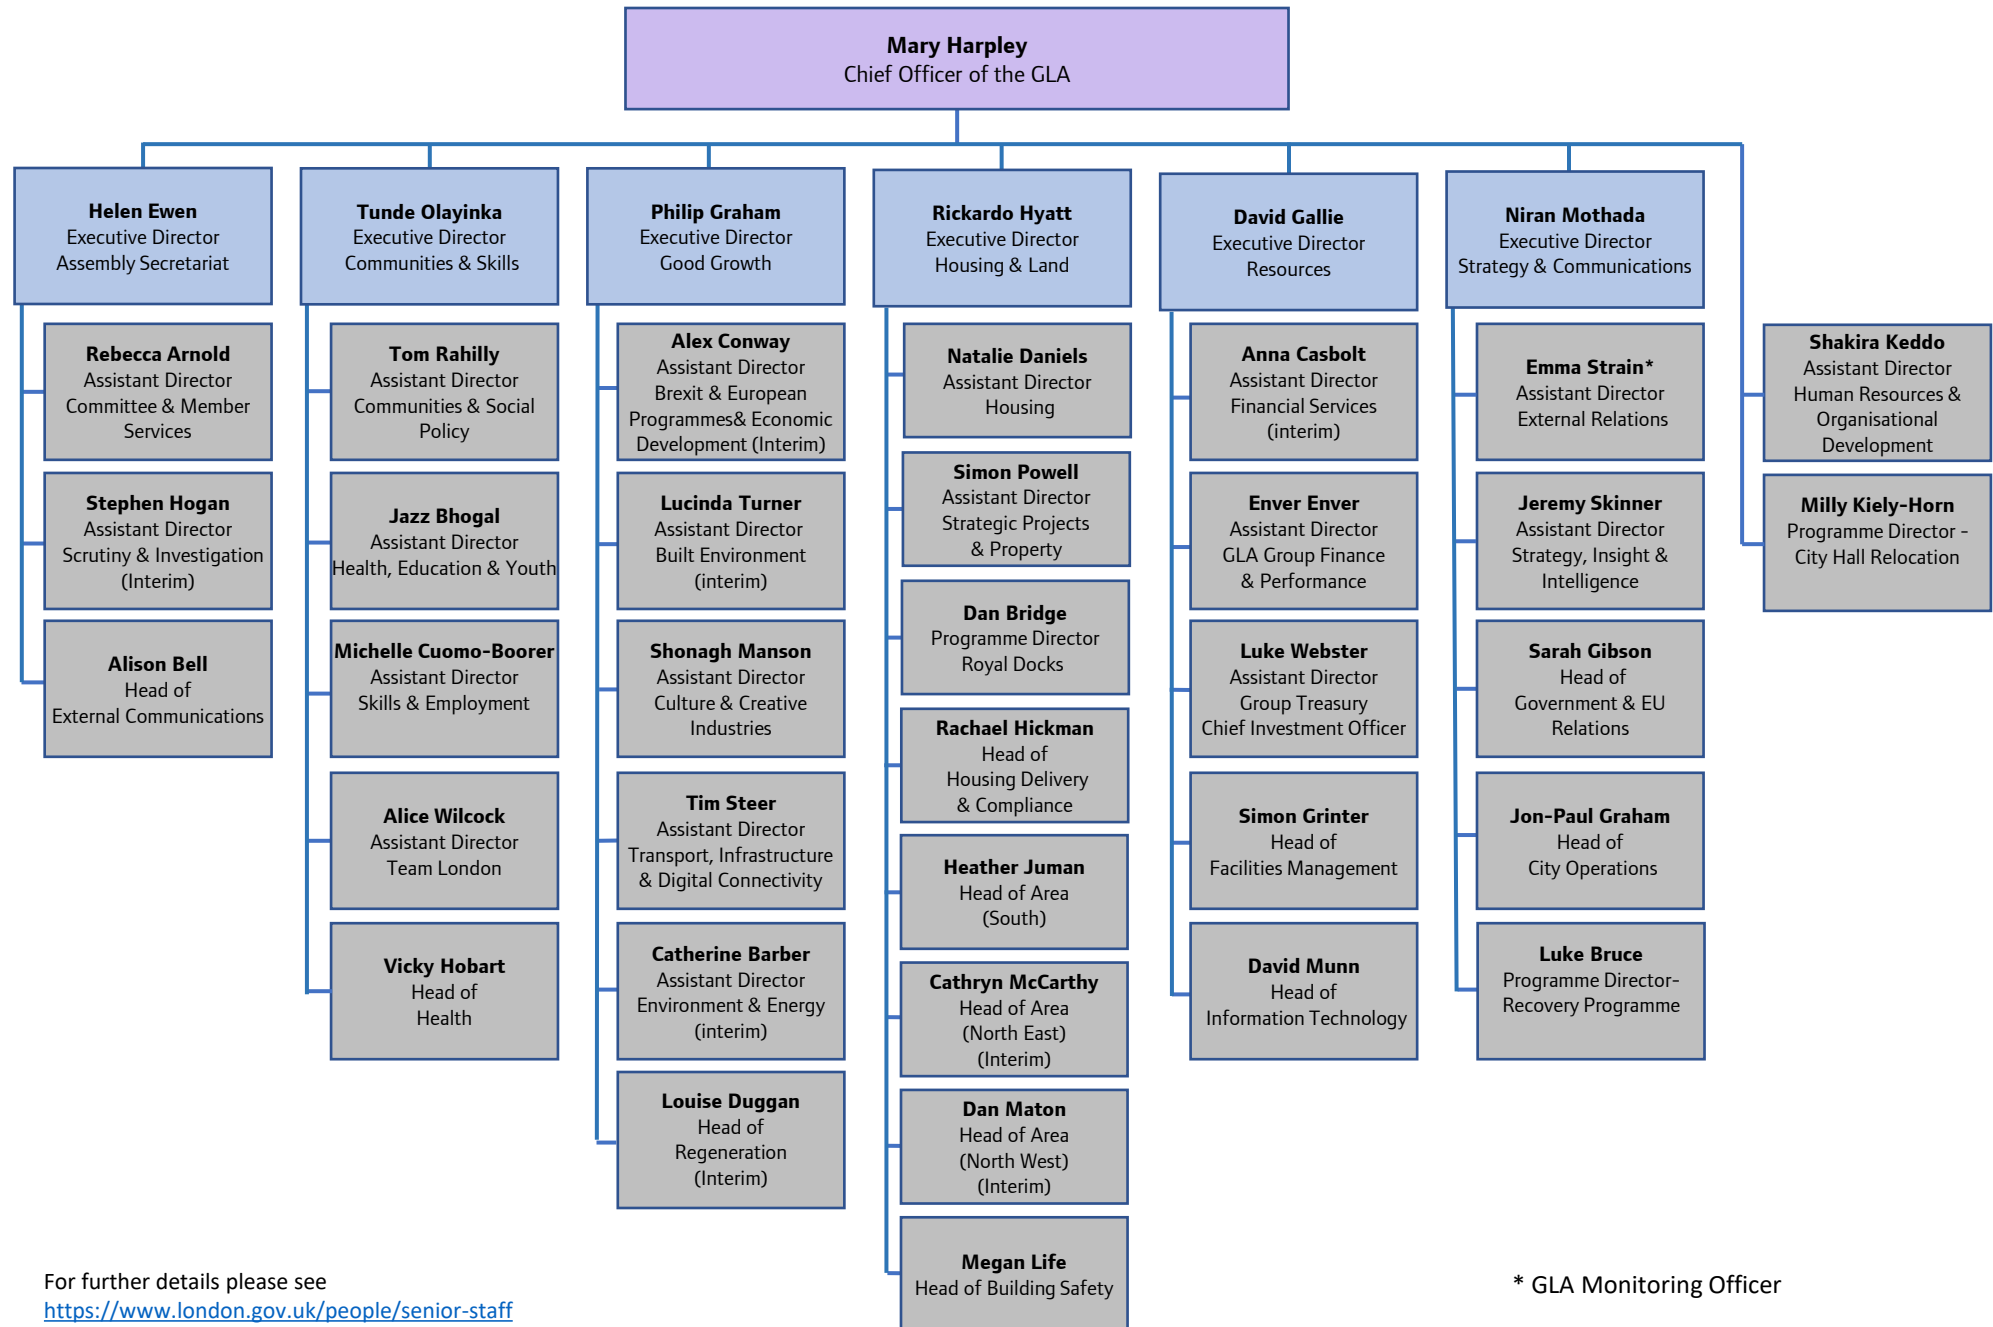 Mary Harpley
Chief Officer of the GLA
Helen Ewen
Executive Director
Assembly Secretariat
Rebecca Arnold
Assistant Director
Committee & Member
Services
Stephen Hogan
Assistant Director
Scrutiny & Investigation
(Interim)
Alison Bell
Head of
External Communications
Tunde Olayinka
Executive Director
Communities & Skills
Tom Rahilly
Assistant Director
Communities & Social
Policy
Jazz Bhogal
Assistant Director
Health, Education & Youth
Michelle Cuomo-Boorer
Assistant Director
Skills & Employment
Alice Wilcock
Assistant Director
Team London
Vicky Hobart
Head of
Health
Philip Graham
Executive Director
Good Growth
Alex Conway
Assistant Director
Brexit & European
Programmes& Economic
Development (Interim)
Lucinda Turner
Assistant Director
Built Environment
(interim)
Shonagh Manson
Assistant Director
Culture & Creative
Industries
Tim Steer
Assistant Director
Transport, Infrastructure
& Digital Connectivity
Catherine Barber
Assistant Director
Environment & Energy
(interim)
Louise Duggan
Head of
Regeneration
(Interim)
Rickardo Hyatt
Executive Director
Housing & Land
Natalie Daniels
Assistant Director
Housing
Simon Powell
Assistant Director
Strategic Projects
& Property
Dan Bridge
Programme Director
Royal Docks
Rachael Hickman
Head of
Housing Delivery
& Compliance
Heather Juman
Head of Area
(South)
Cathryn McCarthy
Head of Area
(North East)
(Interim)
Dan Maton
Head of Area
(North West)
(Interim)
Megan Life
Head of Building Safety
David Gallie
Executive Director
Resources
Anna Casbolt
Assistant Director
Financial Services
(interim)
Enver Enver
Assistant Director
GLA Group Finance
& Performance
Luke Webster
Assistant Director
Group Treasury
Chief Investment Officer
Simon Grinter
Head of
Facilities Management
David Munn
Head of
Information Technology
Niran Mothada
Executive Director
Strategy & Communications
Emma Strain*
Assistant Director
External Relations
Jeremy Skinner
Assistant Director
Strategy, Insight &
Intelligence
Sarah Gibson
Head of
Government & EU
Relations
Jon-Paul Graham
Head of
City Operations
Luke Bruce
Programme Director-
Recovery Programme
Shakira Keddo
Assistant Director
Human Resources &
Organisational
Development
Milly Kiely-Horn
Programme Director -
City Hall Relocation
For further details please see
https://www.london.gov.uk/people/senior-staff
* GLA Monitoring Officer